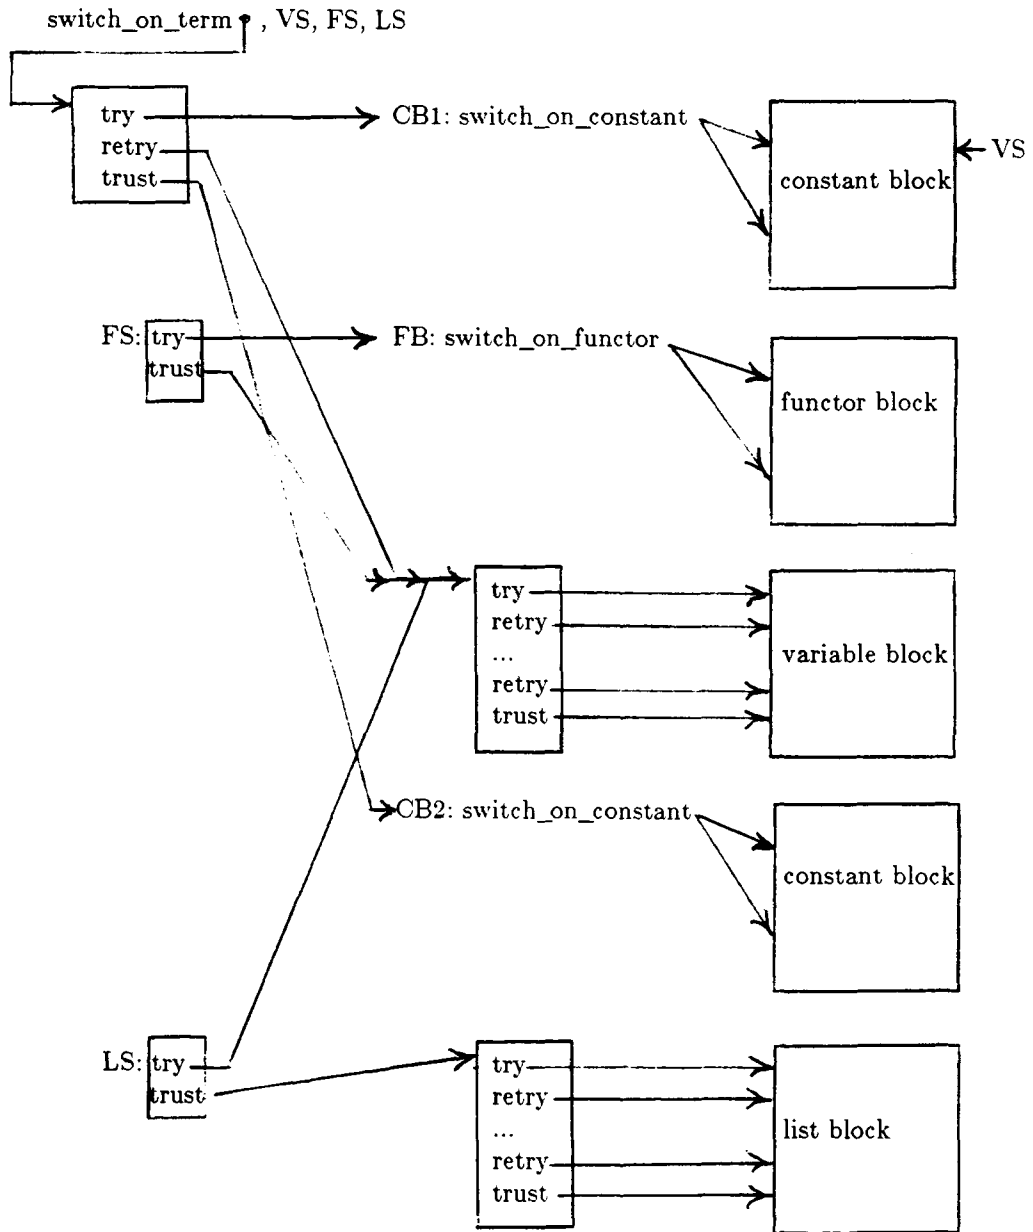 switch_on_term , VS, FS, LS
try
retry
trust
CB1: switch_on_constant
constant block
VS
FS: try
trust
FB: switch_on_functor
functor block
try
retry
...
retry
trust
variable block
CB2: switch_on_constant
constant block
LS: try
trust
try
retry
...
retry
trust
list block